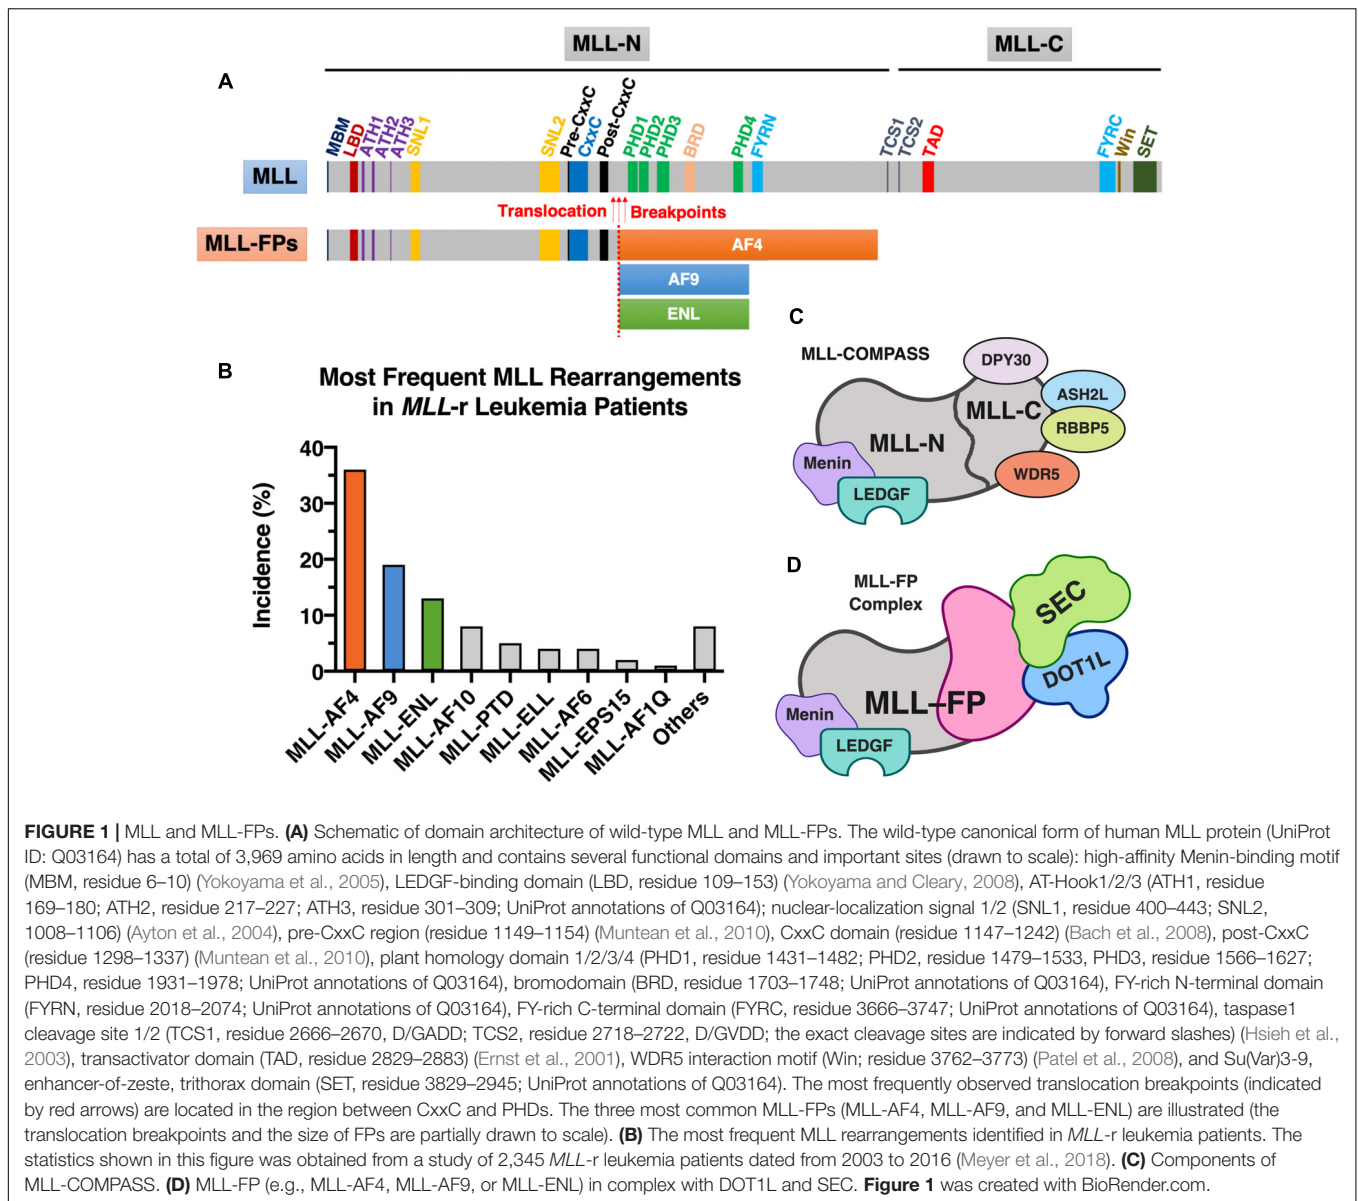 MLL-N
MLL-C
A
MBM
LBD
ATH1
ATH2
ATH3
SNL1
SNL2
Pre-CxxC
CxxC
Post-CxxC
PHD1
PHD2
PHD3
BRD
PHD4
FYRN
TCS1
TCS2
TAD
FYRC
Win
SET
MLL
Translocation
Breakpoints
MLL-FPs
AF4
AF9
ENL
B
Most Frequent MLL Rearrangements
in MLL-r Leukemia Patients
Incidence (%)
40
30
20
10
0
MLL-AF4
MLL-AF9
MLL-ENL
MLL-AF10
MLL-PTD
MLL-ELL
MLL-AF6
MLL-EPS15
MLL-AF1Q
Others
C
MLL-COMPASS
DPY30
ASH2L
MLL-C
RBBP5
MLL-N
Menin
WDR5
LEDGF
D
MLL-FP
Complex
SEC
DOT1L
MLL–FP
Menin
LEDGF
FIGURE 1 | MLL and MLL-FPs. (A) Schematic of domain architecture of wild-type MLL and MLL-FPs. The wild-type canonical form of human MLL protein (UniProt
ID: Q03164) has a total of 3,969 amino acids in length and contains several functional domains and important sites (drawn to scale): high-affinity Menin-binding motif
(MBM, residue 6–10) (Yokoyama et al., 2005), LEDGF-binding domain (LBD, residue 109–153) (Yokoyama and Cleary, 2008), AT-Hook1/2/3 (ATH1, residue
169–180; ATH2, residue 217–227; ATH3, residue 301–309; UniProt annotations of Q03164); nuclear-localization signal 1/2 (SNL1, residue 400–443; SNL2,
1008–1106) (Ayton et al., 2004), pre-CxxC region (residue 1149–1154) (Muntean et al., 2010), CxxC domain (residue 1147–1242) (Bach et al., 2008), post-CxxC
(residue 1298–1337) (Muntean et al., 2010), plant homology domain 1/2/3/4 (PHD1, residue 1431–1482; PHD2, residue 1479–1533, PHD3, residue 1566–1627;
PHD4, residue 1931–1978; UniProt annotations of Q03164), bromodomain (BRD, residue 1703–1748; UniProt annotations of Q03164), FY-rich N-terminal domain
(FYRN, residue 2018–2074; UniProt annotations of Q03164), FY-rich C-terminal domain (FYRC, residue 3666–3747; UniProt annotations of Q03164), taspase1
cleavage site 1/2 (TCS1, residue 2666–2670, D/GADD; TCS2, residue 2718–2722, D/GVDD; the exact cleavage sites are indicated by forward slashes) (Hsieh et al.,
2003), transactivator domain (TAD, residue 2829–2883) (Ernst et al., 2001), WDR5 interaction motif (Win; residue 3762–3773) (Patel et al., 2008), and Su(Var)3-9,
enhancer-of-zeste, trithorax domain (SET, residue 3829–2945; UniProt annotations of Q03164). The most frequently observed translocation breakpoints (indicated
by red arrows) are located in the region between CxxC and PHDs. The three most common MLL-FPs (MLL-AF4, MLL-AF9, and MLL-ENL) are illustrated (the
translocation breakpoints and the size of FPs are partially drawn to scale). (B) The most frequent MLL rearrangements identified in MLL-r leukemia patients. The
statistics shown in this figure was obtained from a study of 2,345 MLL-r leukemia patients dated from 2003 to 2016 (Meyer et al., 2018). (C) Components of
MLL-COMPASS. (D) MLL-FP (e.g., MLL-AF4, MLL-AF9, or MLL-ENL) in complex with DOT1L and SEC. Figure 1 was created with BioRender.com.